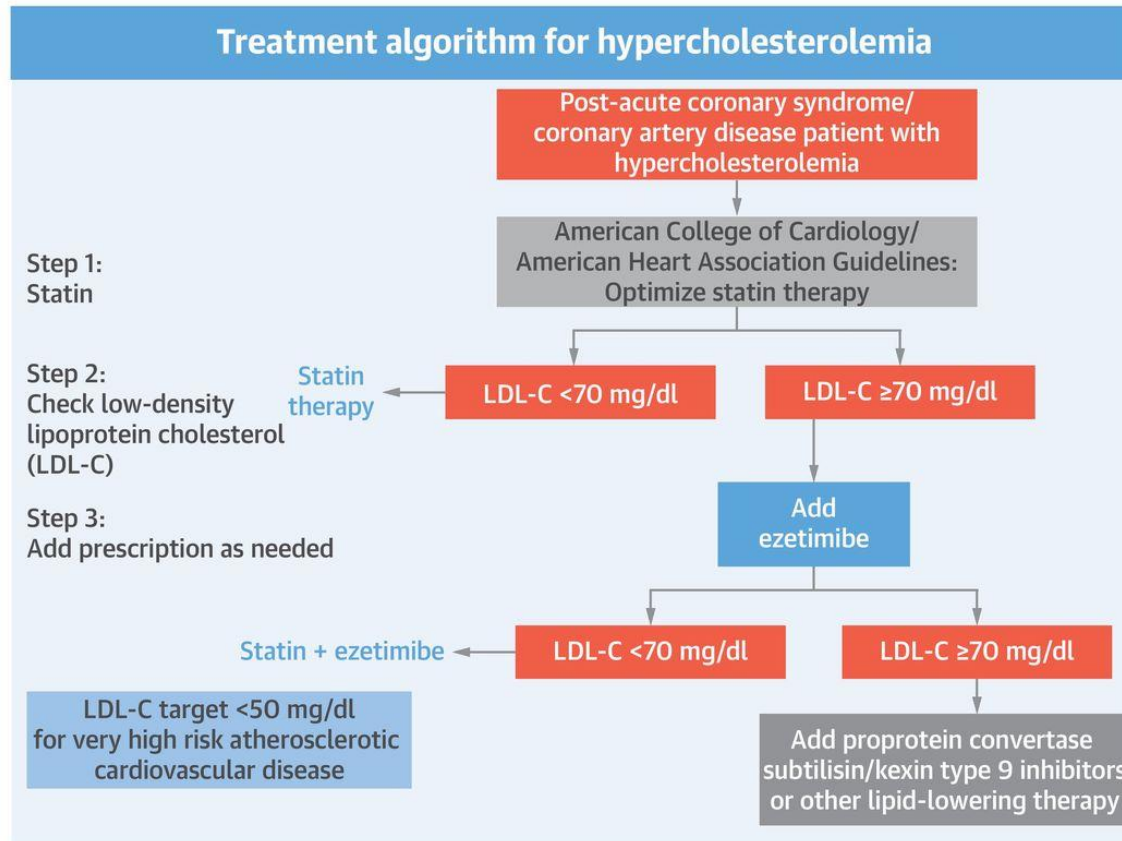 Treatment algorithm for hypercholesterolemia
Post-acute coronary syndrome/
coronary artery disease patient with
hypercholesterolemia
American College of Cardiology/
American Heart Association Guidelines:
Optimize statin therapy
Step 1:
Statin
Step 2:
Check low-density
lipoprotein cholesterol
(LDL-C)
Statin
therapy
LDL-C <70 mg/dl
LDL-C ≥70 mg/dl
Step 3:
Add prescription as needed
Add
ezetimibe
Statin + ezetimibe
LDL-C <70 mg/dl
LDL-C ≥70 mg/dl
LDL-C target <50 mg/dl
for very high risk atherosclerotic
cardiovascular disease
Add proprotein convertase
subtilisin/kexin type 9 inhibitors
or other lipid-lowering therapy